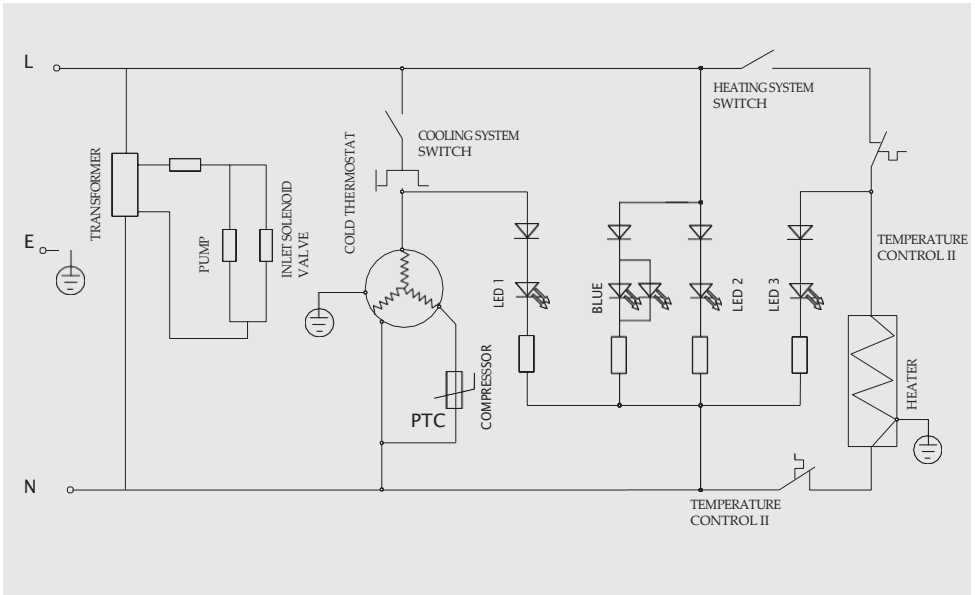 L
HEATING SYSTEM
SWITCH
COOLING SYSTEM
SWITCH
COLD THERMOSTAT
TRANSFORMER
E
PUMP
INLET SOLENOID
VALVE
TEMPERATURE
CONTROL II
LED 1
BLUE
LED 2
LED 3
HEATER
PTC
COMPRESSOR
N
TEMPERATURE
CONTROL II